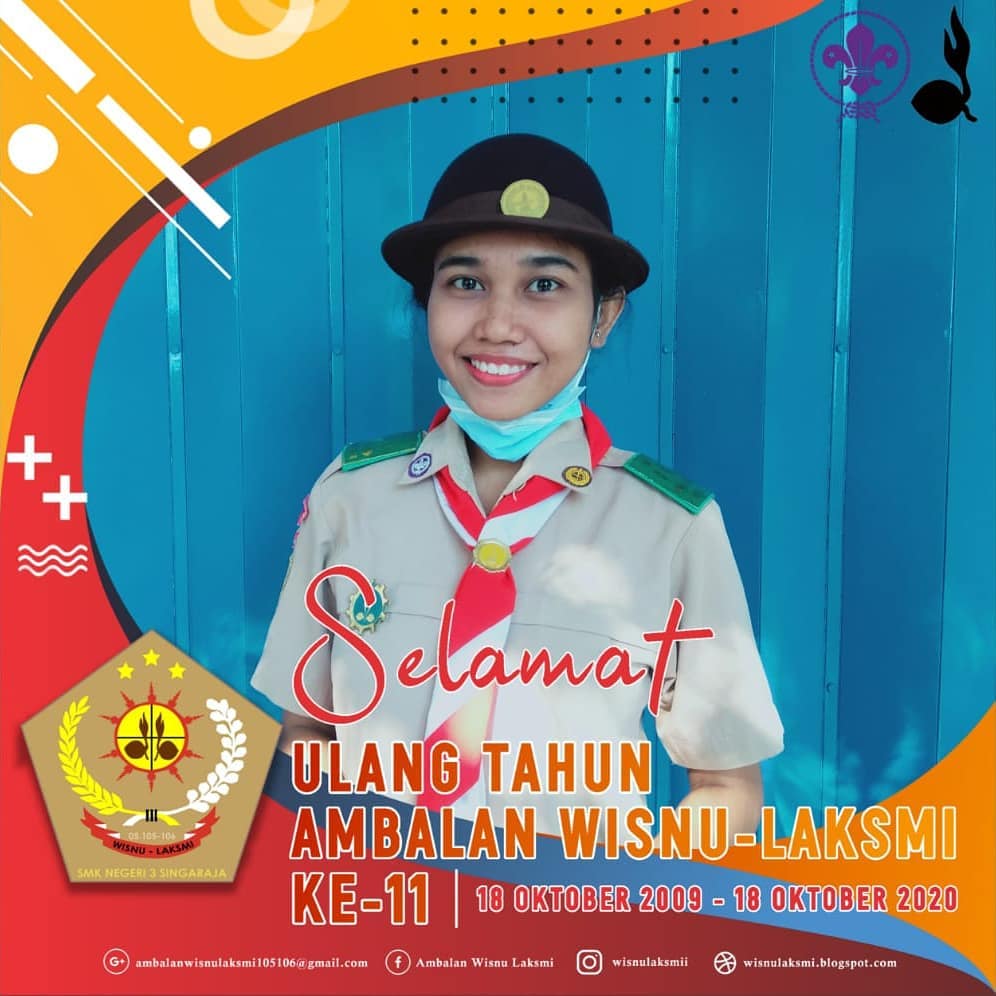 Selamat
ULANG TAHUN
AMBALAN WISNU-LAKSMI
KE-11 | 18 OKTOBER 2009 - 18 OKTOBER 2020
III
05.105-106
WISNU - LAKSMI
SMK NEGERI 3 SINGARAJA
G+ ambalanwisnulaksmi105106@gmail.com f Ambalan Wisnu Laksmi wisnulaksmii wisnulaksmi.blogspot.com